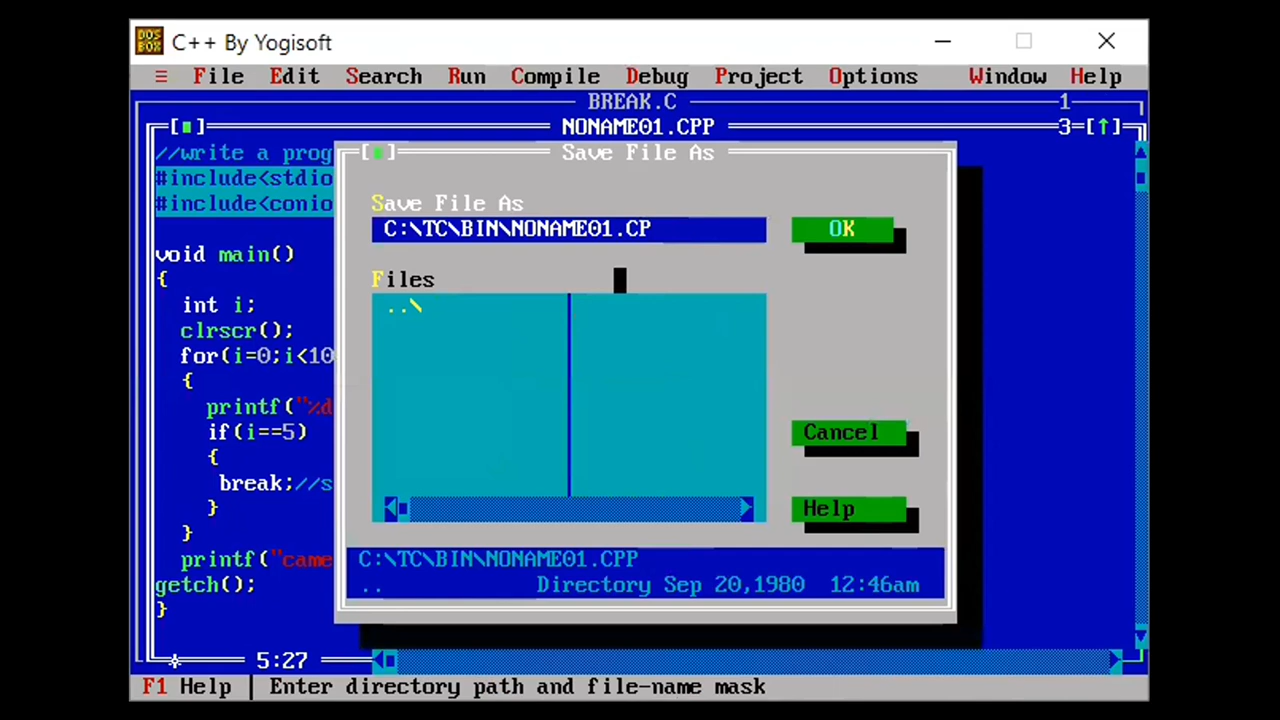 DOS BOX C++ By Yogisoft
≡ File Edit Search Run Compile Debug Project Options Window Help
BREAK.C 1
[■] NONAME01.CPP 3=[↑]
//write a prog
[■] Save File As
#include<stdio
#include<conio
Save File As
C:\TC\BIN\NONAME01.CP OK
void main()
{
Files
int i;
..\
clrscr();
for(i=0;i<10
{
printf("%d
if(i==5)
Cancel
{
break;//s
}
Help
}
printf("came
C:\TC\BIN\NONAME01.CPP
getch();
.. Directory Sep 20,1980 12:46am
}
5:27
F1 Help | Enter directory path and file-name mask